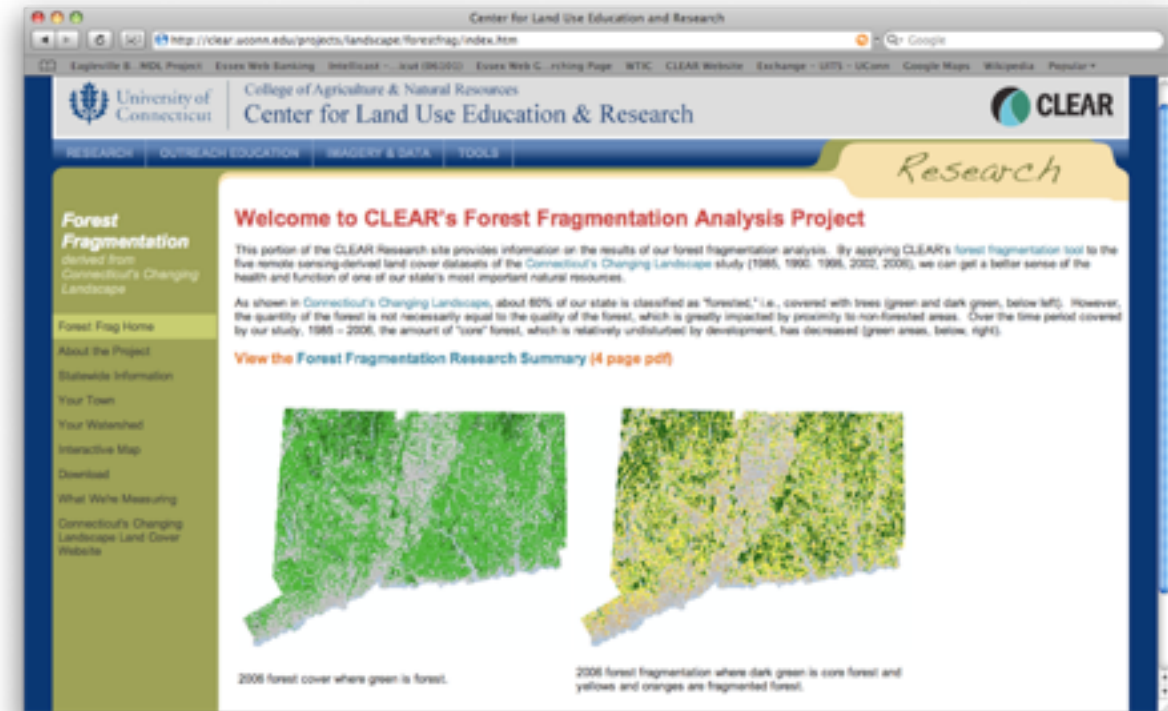 Center for Land Use Education and Research
http://clear.uconn.edu/projects/landscape/forestfrag/index.htm
Google
Eagleville B...MDL Project Essex Web Banking Intellicast - ...icut (06101) Essex Web G...rching Page WTIC CLEAR Website Exchange - UITS - UConn Google Maps Wikipedia Popular
University of
Connecticut
College of Agriculture & Natural Resources
Center for Land Use Education & Research
CLEAR
RESEARCH OUTREACH EDUCATION IMAGERY & DATA TOOLS
Research
Forest
Fragmentation
derived from
Connecticut's Changing
Landscape
Forest Frag Home
About the Project
Statewide Information
Your Town
Your Watershed
Interactive Map
Download
What We're Measuring
Connecticut's Changing
Landscape Land Cover
Website
Welcome to CLEAR's Forest Fragmentation Analysis Project
This portion of the CLEAR Research site provides information on the results of our forest fragmentation analysis. By applying CLEAR's forest fragmentation tool to the
five remote sensing-derived land cover datasets of the Connecticut's Changing Landscape study (1985, 1990, 1995, 2002, 2006), we can get a better sense of the
health and function of one of our state's most important natural resources.
As shown in Connecticut's Changing Landscape, about 60% of our state is classified as "forested," i.e., covered with trees (green and dark green, below left). However,
the quantity of the forest is not necessarily equal to the quality of the forest, which is greatly impacted by proximity to non-forested areas. Over the time period covered
by our study, 1985 – 2006, the amount of "core" forest, which is relatively undisturbed by development, has decreased (green areas, below, right).
View the Forest Fragmentation Research Summary (4 page pdf)
2006 forest cover where green is forest.
2006 forest fragmentation where dark green is core forest and
yellows and oranges are fragmented forest.